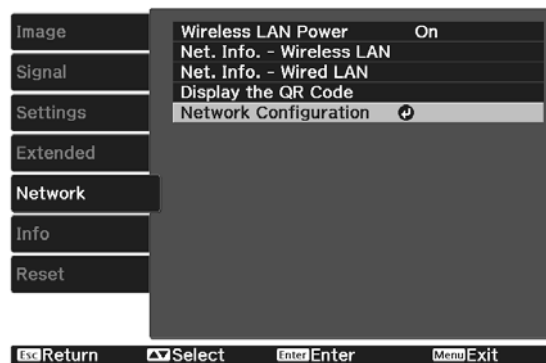 Image
Signal
Settings
Extended
Network
Info
Reset
Wireless LAN Power On
Net. Info. - Wireless LAN
Net. Info. - Wired LAN
Display the QR Code
Network Configuration
Esc Return Select Enter Enter Menu Exit